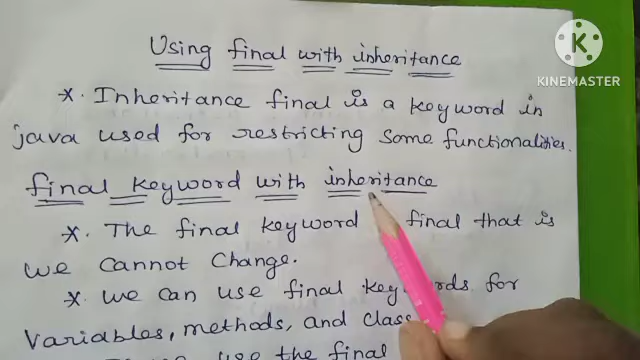 Using final with inheritance
K
KINEMASTER
*. Inheritance final is a keyword in
java used for restricting some functionalities.
final keyword with inheritance
*. The final keyword final that is
we cannot change.
*. We can use final keywords for
Variables, methods, and class
use the final